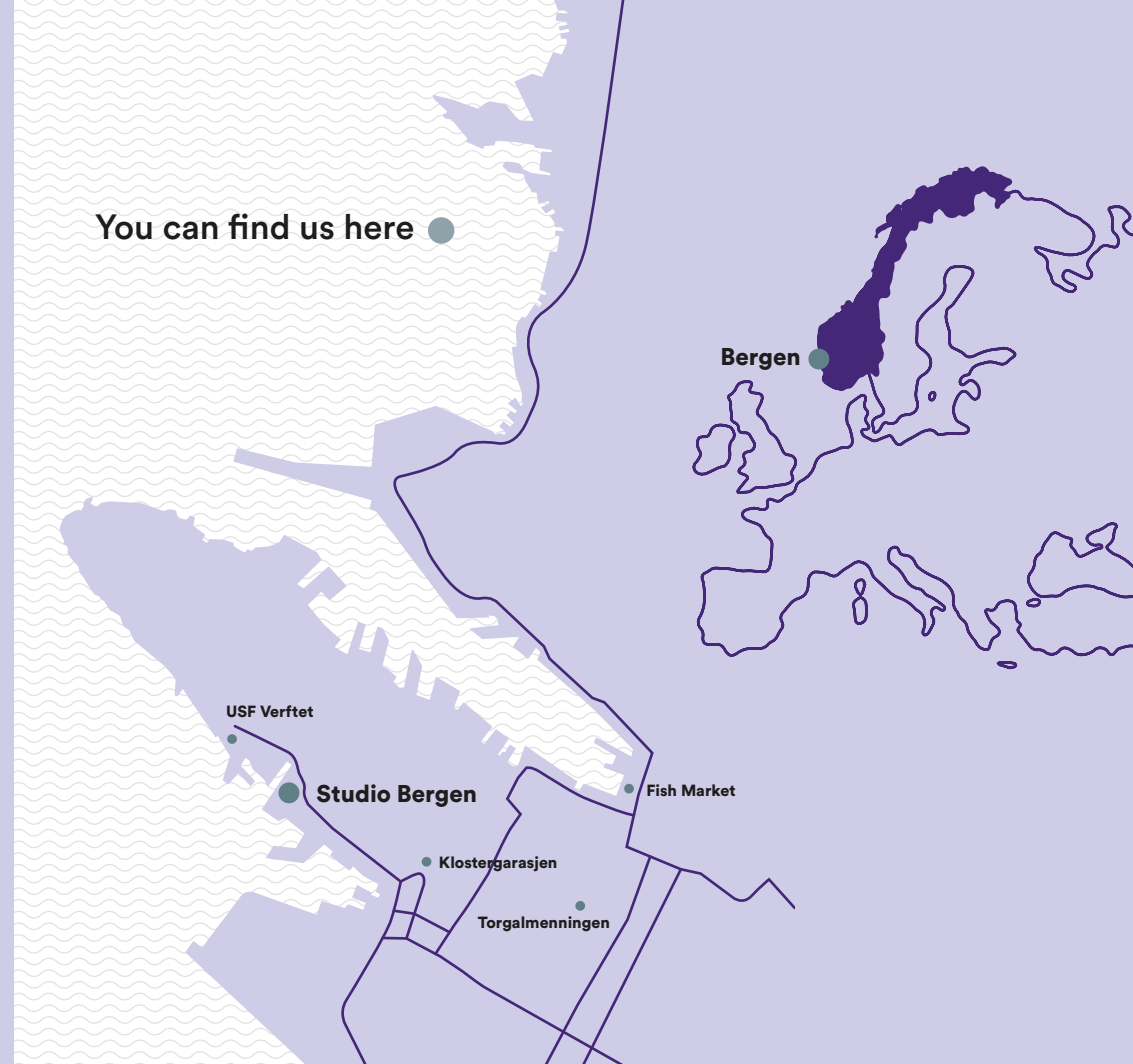 You can find us here
Bergen
USF Verftet
Studio Bergen
Fish Market
Klostergarasjen
Torgalmenningen